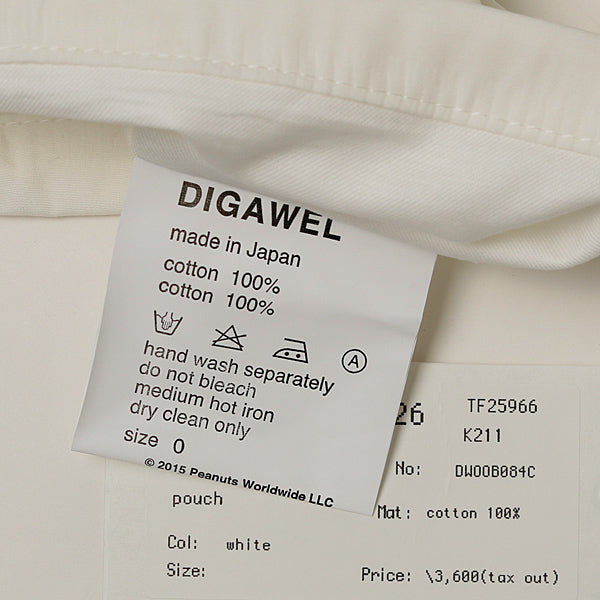 DIGAWEL
made in Japan
cotton 100%
cotton 100%
A
hand wash separately
do not bleach
medium hot iron
dry clean only
size 0
© 2015 Peanuts Worldwide LLC
26
TF25966
K211
No: DWOOB084C
pouch
Mat: cotton 100%
Col: white
Size:
Price: \3,600(tax out)